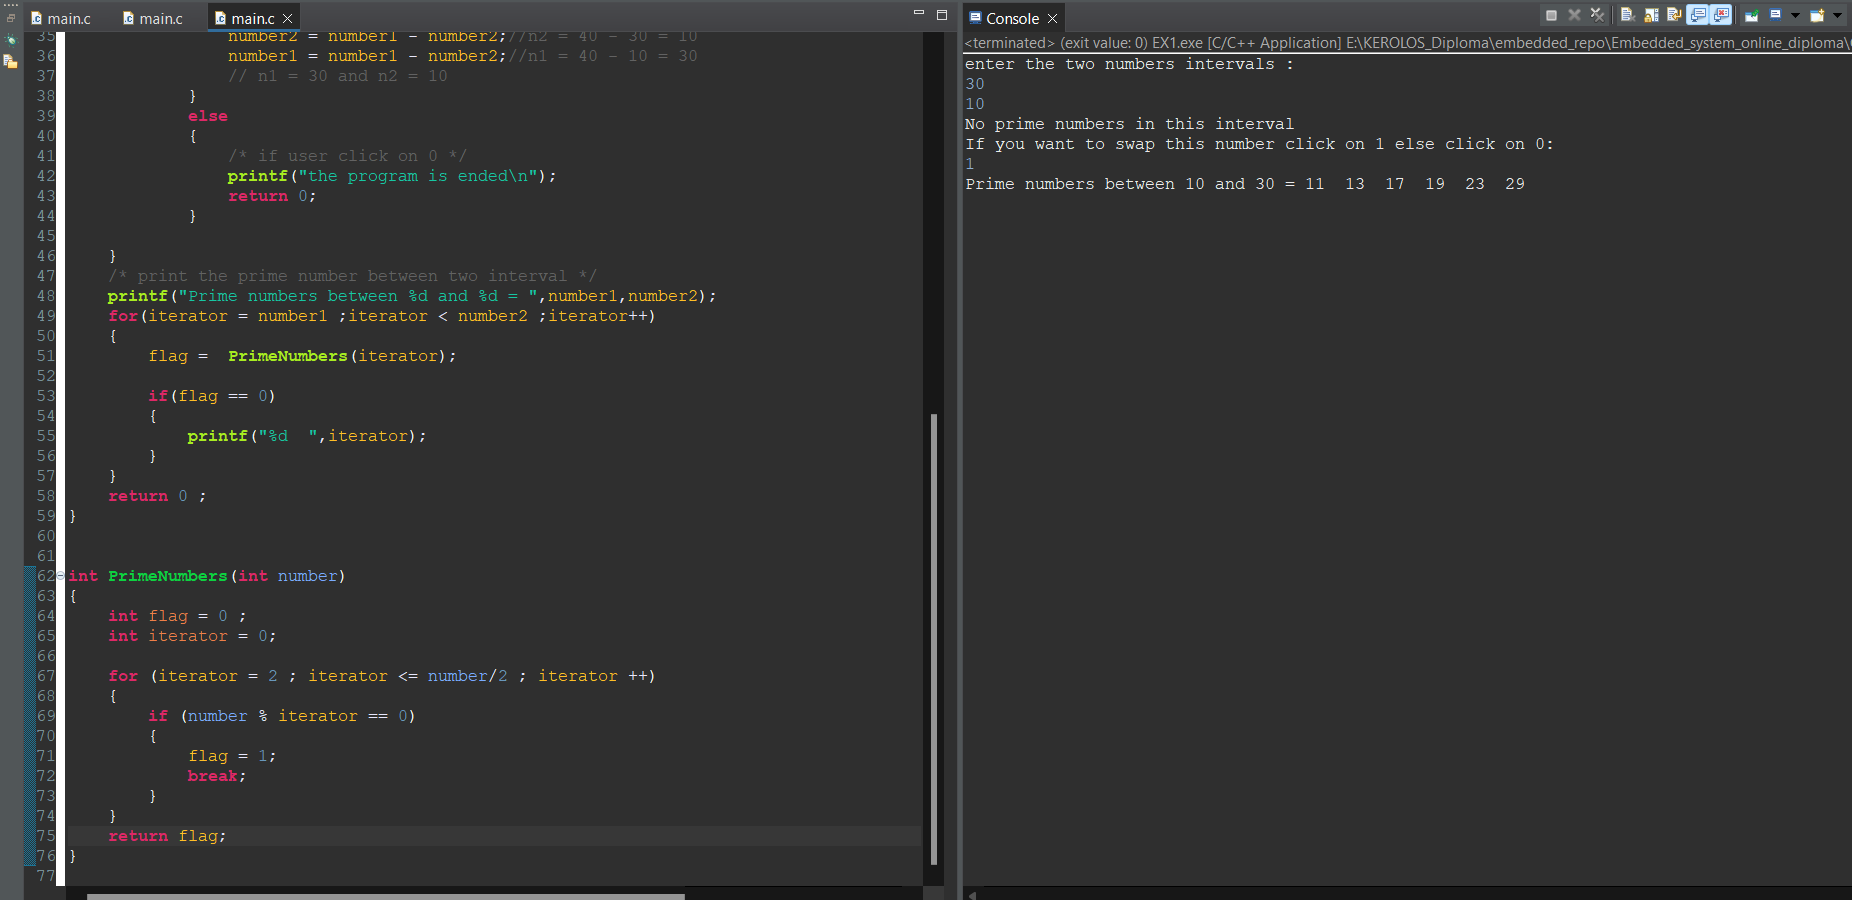 main.c
main.c
main.c
35 number2 = number1 - number2;//n2 = 40 - 30 = 10
36 number1 = number1 - number2;//n1 = 40 - 10 = 30
37 // n1 = 30 and n2 = 10
38 }
39 else
40 {
41 /* if user click on 0 */
42 printf("the program is ended\n");
43 return 0;
44 }
45
46 }
47 /* print the prime number between two interval */
48 printf("Prime numbers between %d and %d = ",number1,number2);
49 for(iterator = number1 ;iterator < number2 ;iterator++)
50 {
51 flag =  PrimeNumbers(iterator);
52
53 if(flag == 0)
54 {
55 printf("%d  ",iterator);
56 }
57 }
58 return 0 ;
59 }
60
61
62 int PrimeNumbers(int number)
63 {
64 int flag = 0 ;
65 int iterator = 0;
66
67 for (iterator = 2 ; iterator <= number/2 ; iterator ++)
68 {
69 if (number % iterator == 0)
70 {
71 flag = 1;
72 break;
73 }
74 }
75 return flag;
76 }
77
Console
<terminated> (exit value: 0) EX1.exe [C/C++ Application] E:\KEROLOS_Diploma\embedded_repo\Embedded_system_online_diploma\
enter the two numbers intervals :
30
10
No prime numbers in this interval
If you want to swap this number click on 1 else click on 0:
1
Prime numbers between 10 and 30 = 11  13  17  19  23  29